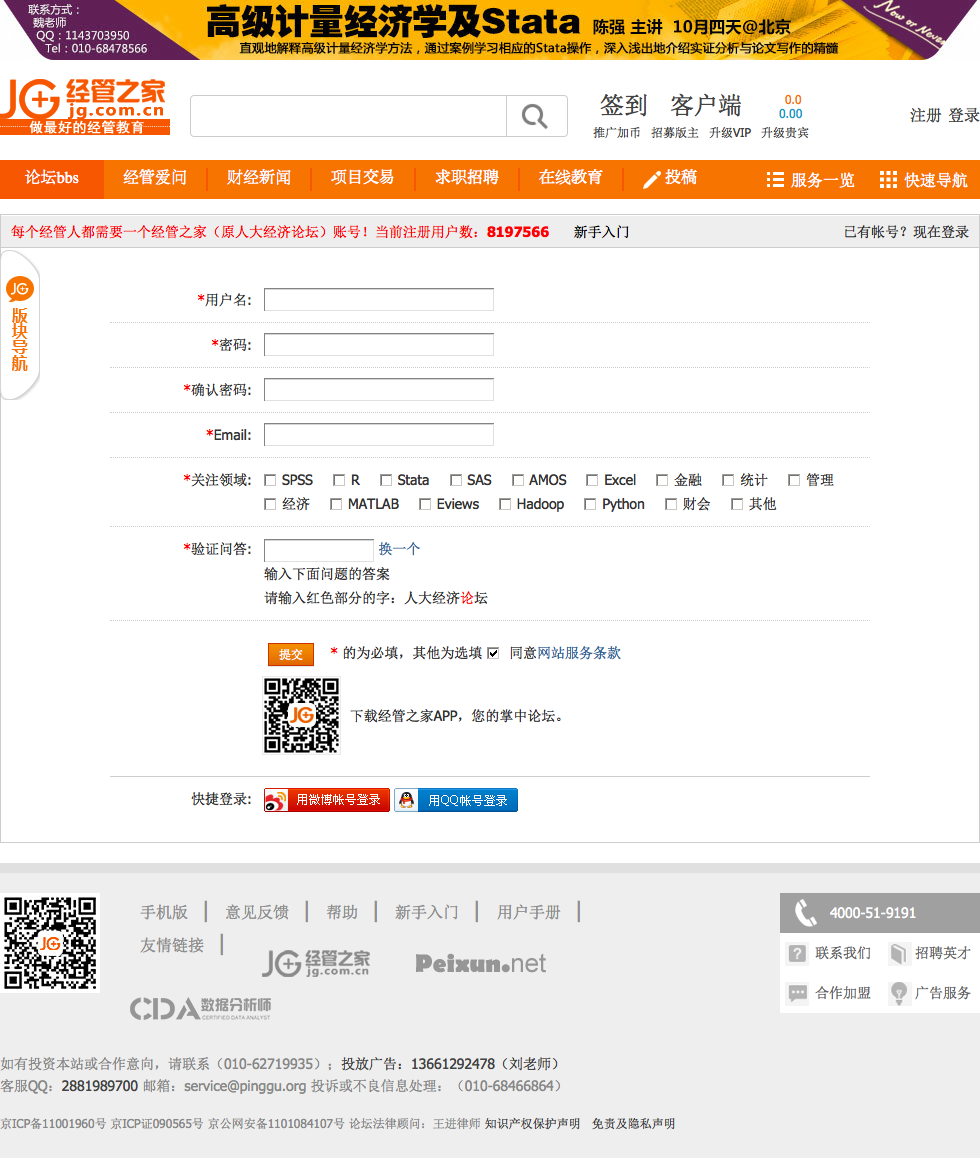 联系方式：
魏老师
QQ：1143703950
Tel：010-68478566
高级计量经济学及Stata 陈强 主讲 10月四天@北京
直观地解释高级计量经济学方法，通过案例学习相应的Stata操作，深入浅出地介绍实证分析与论文写作的精髓
Now or Never
JG 经管之家
jg.com.cn
做最好的经管教育
签到 客户端 0.0
0.00
推广加币 招募版主 升级VIP 升级贵宾
注册 登录
论坛bbs 经管爱问 财经新闻 项目交易 求职招聘 在线教育 投稿 服务一览 快速导航
每个经管人都需要一个经管之家（原人大经济论坛）账号！当前注册用户数：8197566 新手入门 已有帐号？现在登录
JG
版块导航
*用户名:
*密码:
*确认密码:
*Email:
*关注领域: SPSS R Stata SAS AMOS Excel 金融 统计 管理
经济 MATLAB Eviews Hadoop Python 财会 其他
*验证问答: 换一个
输入下面问题的答案
请输入红色部分的字：人大经济论坛
提交 * 的为必填，其他为选填 同意网站服务条款
JG
下载经管之家APP，您的掌中论坛。
快捷登录: 用微博帐号登录 用QQ帐号登录
JG
手机版 | 意见反馈 | 帮助 | 新手入门 | 用户手册 |
友情链接 |
JG 经管之家
jg.com.cn
Peixun.net
CDA 数据分析师
CERTIFIED DATA ANALYST
4000-51-9191
联系我们 招聘英才
合作加盟 广告服务
如有投资本站或合作意向，请联系（010-62719935）；投放广告：13661292478（刘老师）
客服QQ：2881989700 邮箱：service@pinggu.org 投诉或不良信息处理：（010-68466864）
京ICP备11001960号 京ICP证090565号 京公网安备1101084107号 论坛法律顾问：王进律师 知识产权保护声明 免责及隐私声明